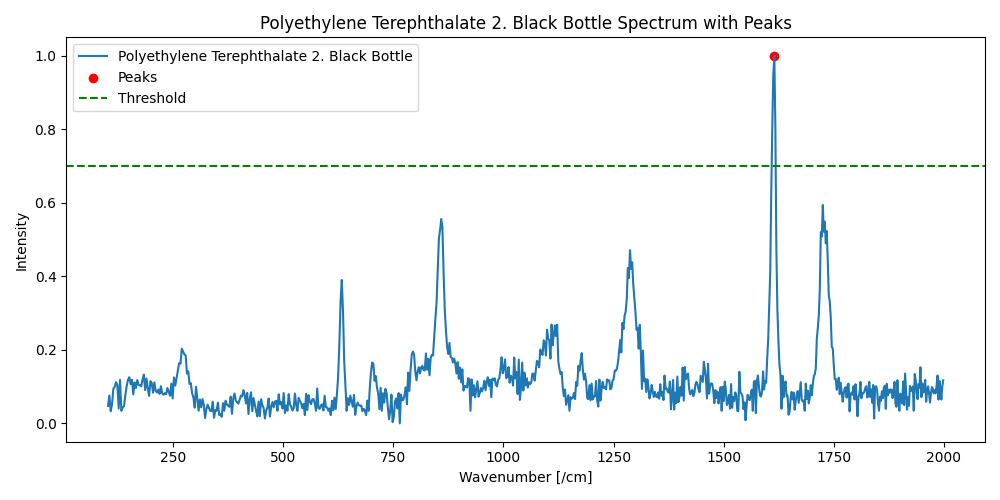 Polyethylene Terephthalate 2. Black Bottle Spectrum with Peaks
Polyethylene Terephthalate 2. Black Bottle
Peaks
Threshold
1.0
0.8
0.6
0.4
0.2
0.0
Intensity
250
500
750
1000
1250
1500
1750
2000
Wavenumber [/cm]